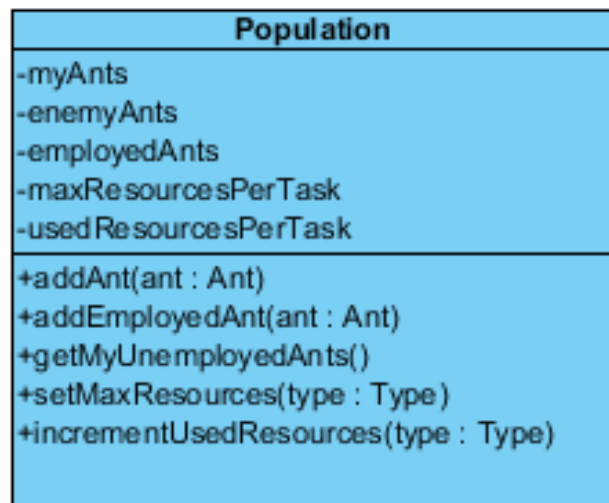 Population
-myAnts
-enemyAnts
-employedAnts
-maxResourcesPerTask
-usedResourcesPerTask
+addAnt(ant : Ant)
+addEmployedAnt(ant : Ant)
+getMyUnemployedAnts()
+setMaxResources(type : Type)
+incrementUsedResources(type : Type)